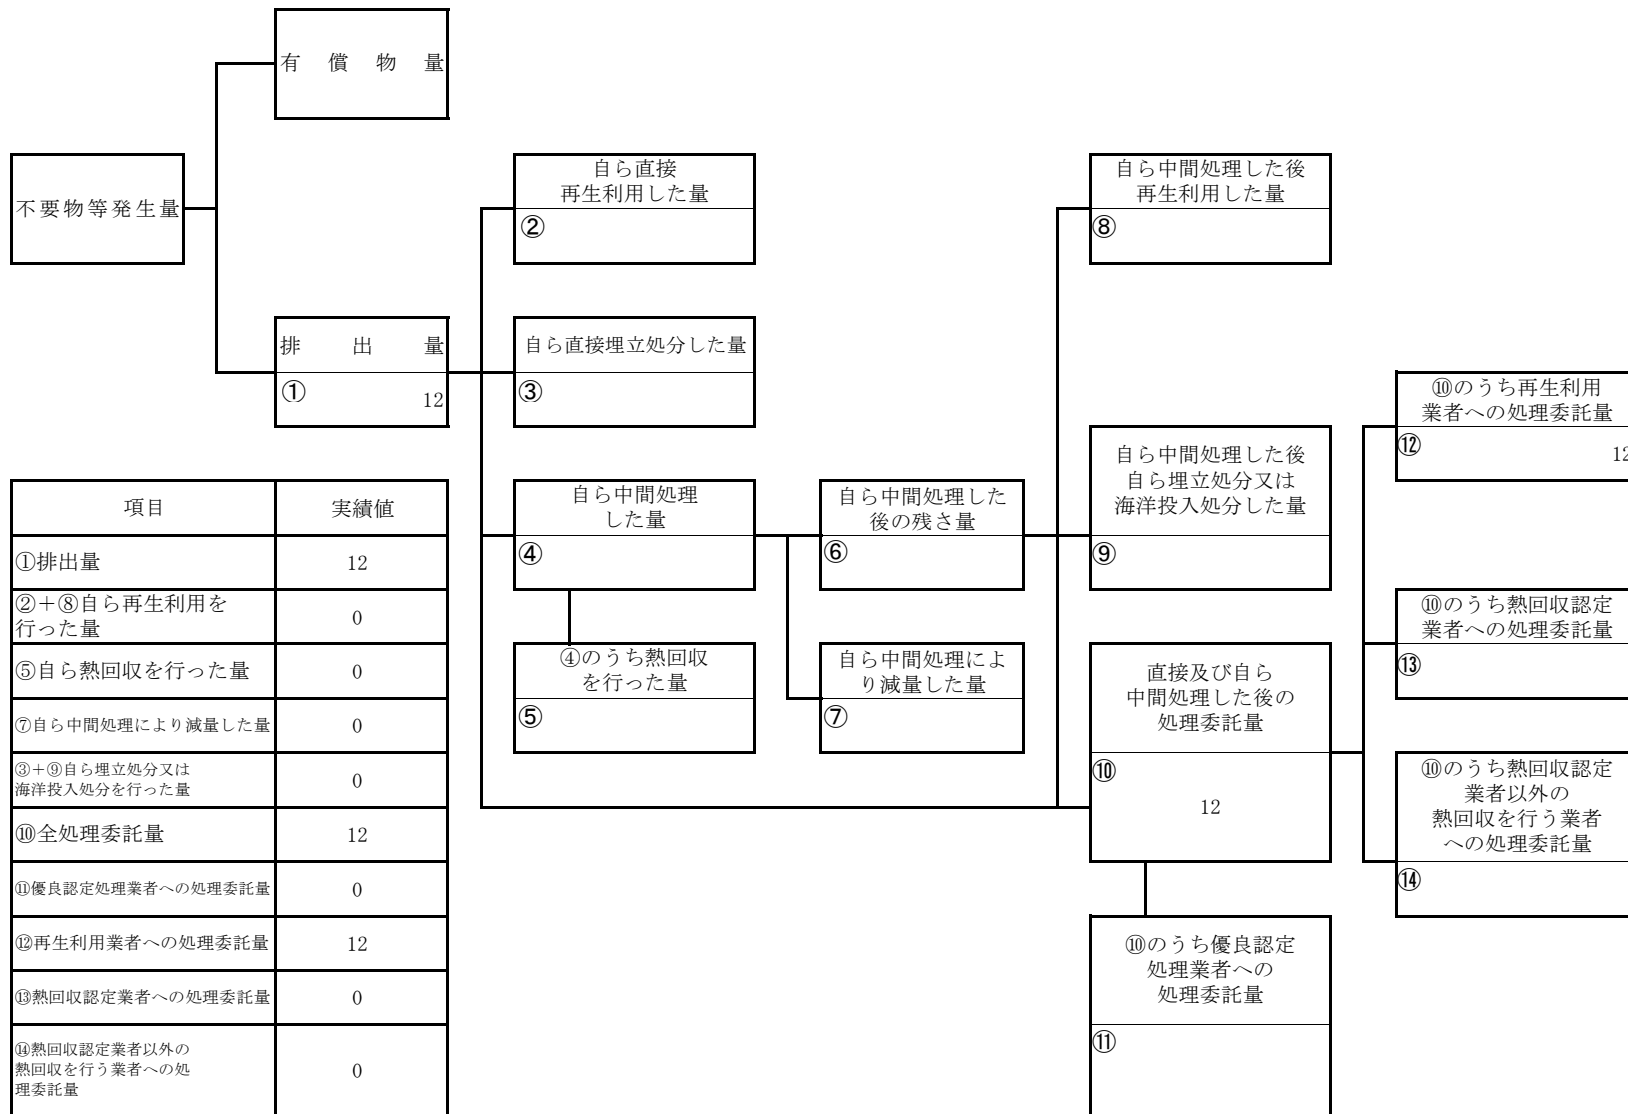 有償物量
不要物等発生量
排出量
①
12
自ら直接
再生利用した量
②
自ら直接埋立処分した量
③
自ら中間処理
した量
④
④のうち熱回収
を行った量
⑤
自ら中間処理した
後の残さ量
⑥
自ら中間処理によ
り減量した量
⑦
自ら中間処理した後
再生利用した量
⑧
自ら中間処理した後
自ら埋立処分又は
海洋投入処分した量
⑨
直接及び自ら
中間処理した後の
処理委託量
⑩
12
⑩のうち優良認定
処理業者への
処理委託量
⑪
⑩のうち再生利用
業者への処理委託量
⑫
12
⑩のうち熱回収認定
業者への処理委託量
⑬
⑩のうち熱回収認定
業者以外の
熱回収を行う業者
への処理委託量
⑭
項目 実績値
①排出量 12
②+⑧自ら再生利用を
行った量 0
⑤自ら熱回収を行った量 0
⑦自ら中間処理により減量した量 0
③+⑨自ら埋立処分又は
海洋投入処分を行った量 0
⑩全処理委託量 12
⑪優良認定処理業者への処理委託量 0
⑫再生利用業者への処理委託量 12
⑬熱回収認定業者への処理委託量 0
⑭熱回収認定業者以外の
熱回収を行う業者への処
理委託量 0